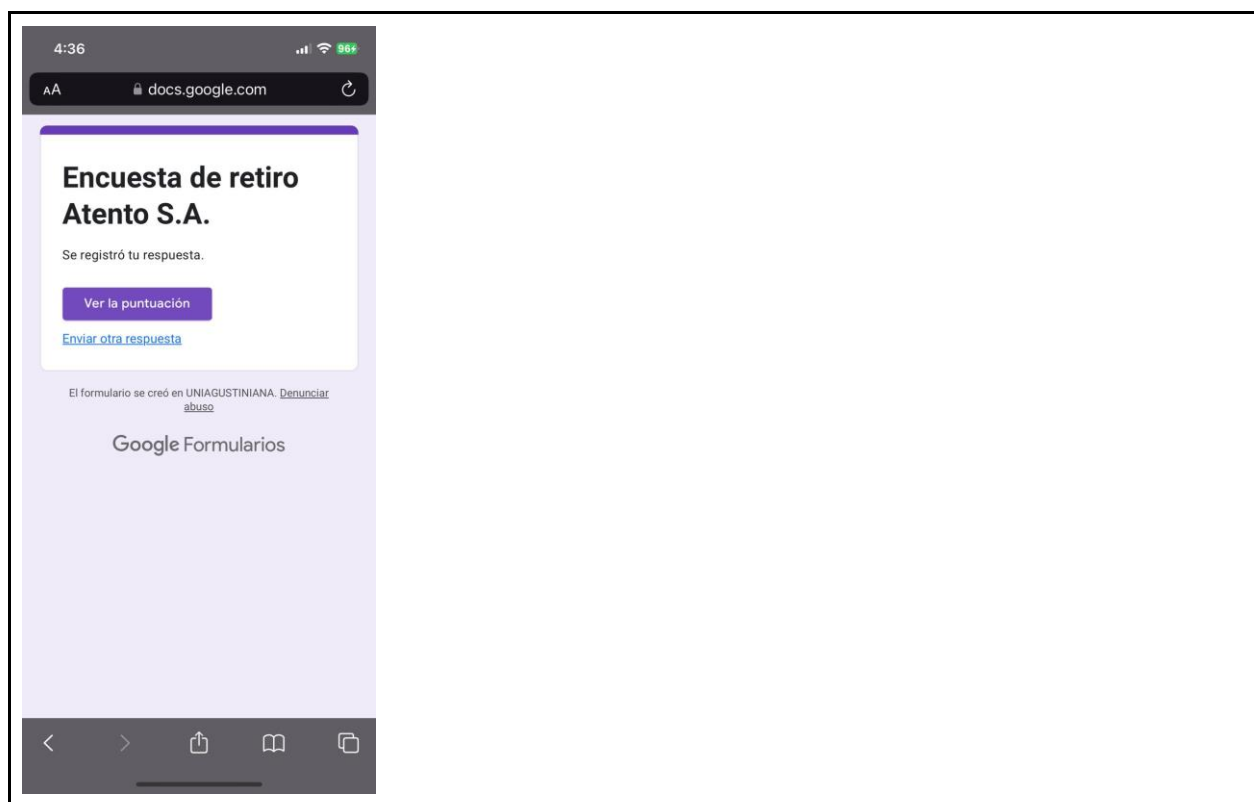 4:36
96
AA docs.google.com
Encuesta de retiro
Atento S.A.
Se registró tu respuesta.
Ver la puntuación
Enviar otra respuesta
El formulario se creó en UNIAGUSTINIANA. Denunciar
abuso
Google Formularios